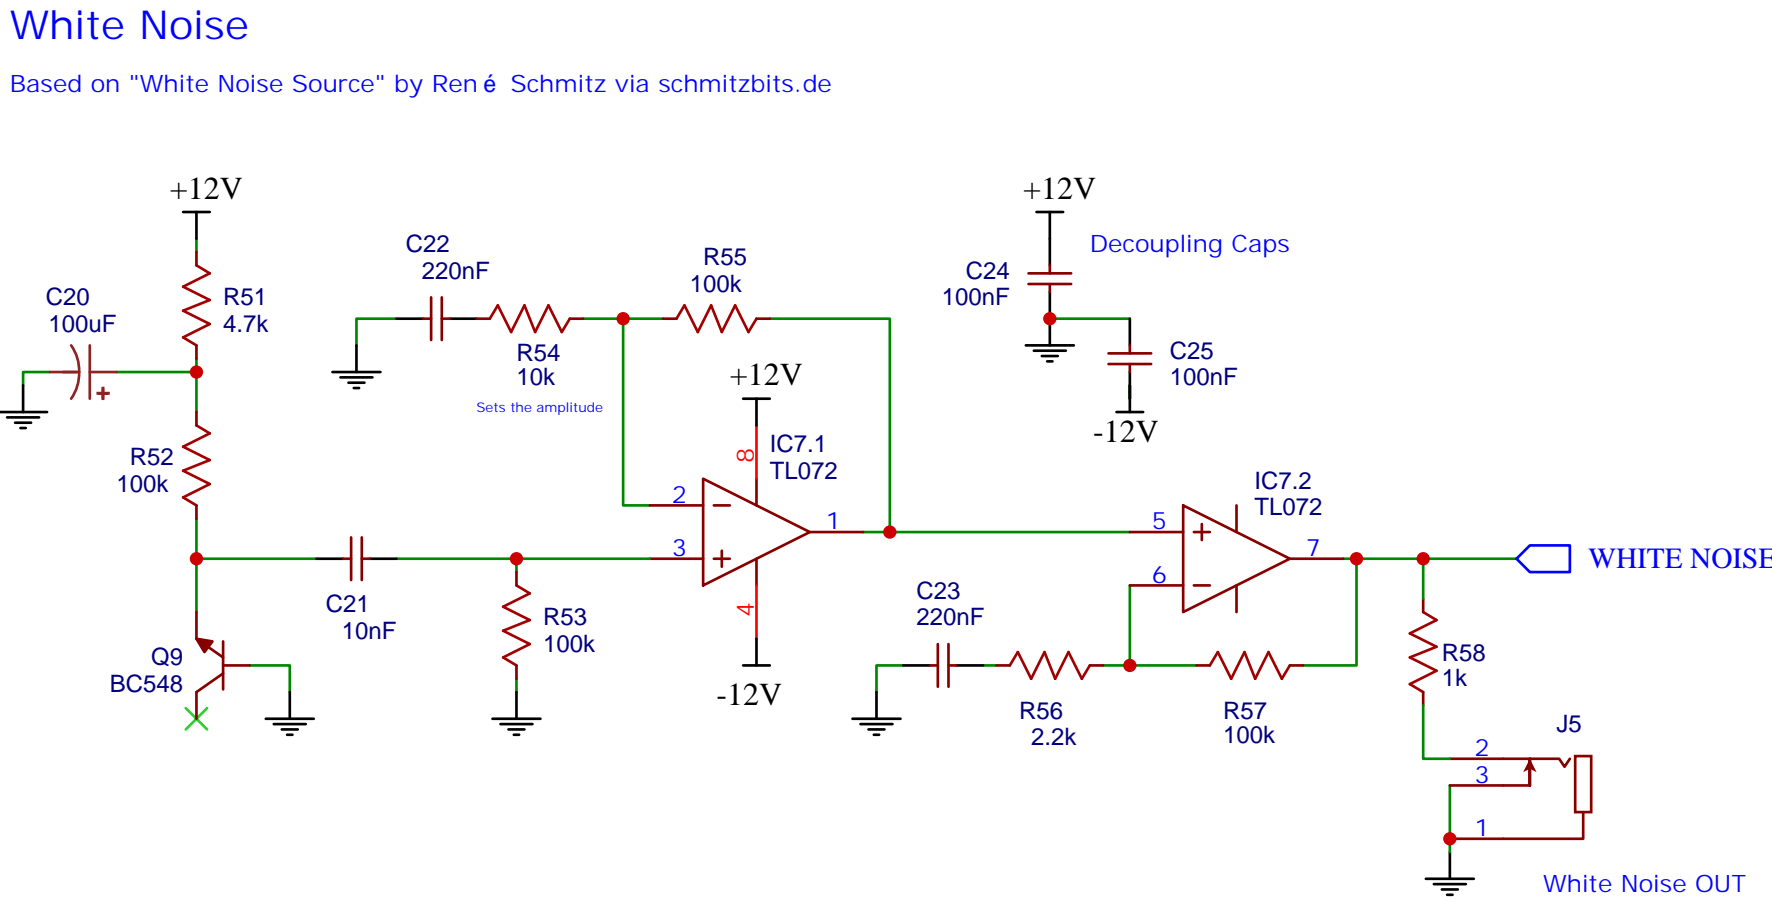 White Noise
Based on "White Noise Source" by René Schmitz via schmitzbits.de
+12V
R51
4.7k
C20
100uF
R52
100k
C21
10nF
R53
100k
Q9
BC548
C22
220nF
R54
10k
Sets the amplitude
R55
100k
+12V
8
IC7.1
TL072
2
3
1
4
-12V
+12V
Decoupling Caps
C24
100nF
C25
100nF
-12V
IC7.2
TL072
5
6
7
C23
220nF
R56
2.2k
R57
100k
WHITE NOISE
R58
1k
J5
2
3
1
White Noise OUT